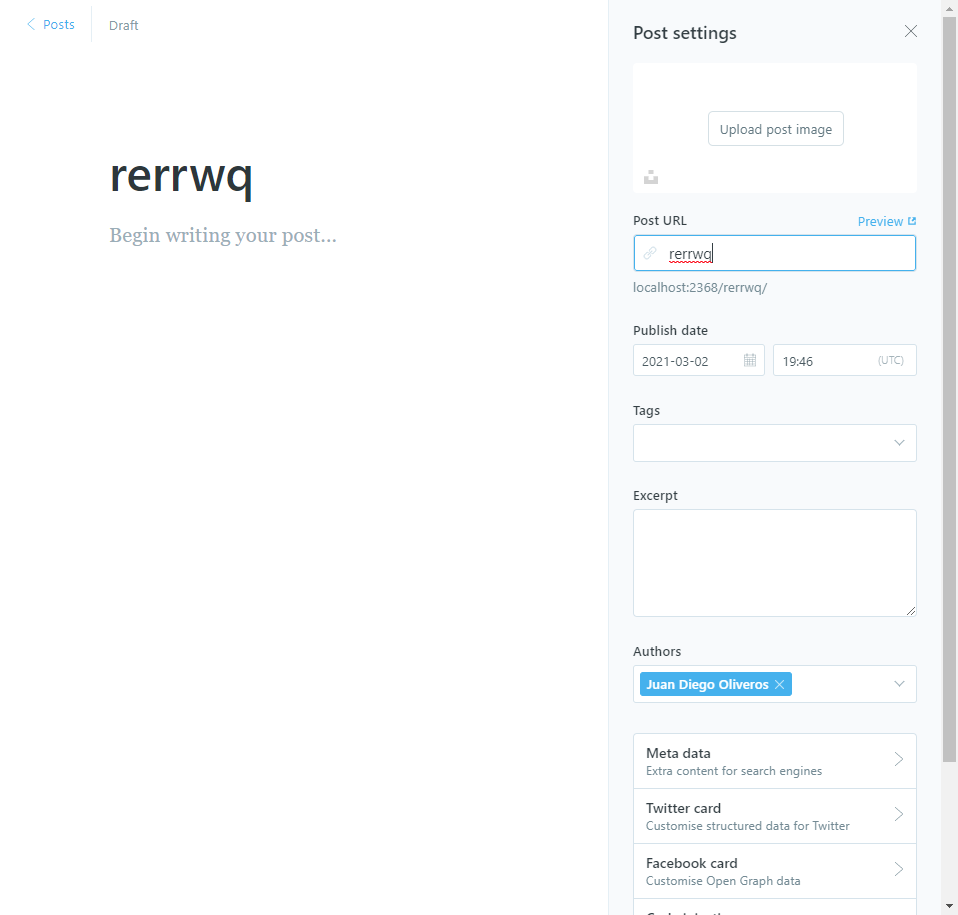 Posts
Draft
Post settings
Upload post image
rerrwq
Begin writing your post...
Post URL
Preview
rerrwq
localhost:2368/rerrwq/
Publish date
2021-03-02
19:46
(UTC)
Tags
Excerpt
Authors
Juan Diego Oliveros
Meta data
Extra content for search engines
Twitter card
Customise structured data for Twitter
Facebook card
Customise Open Graph data